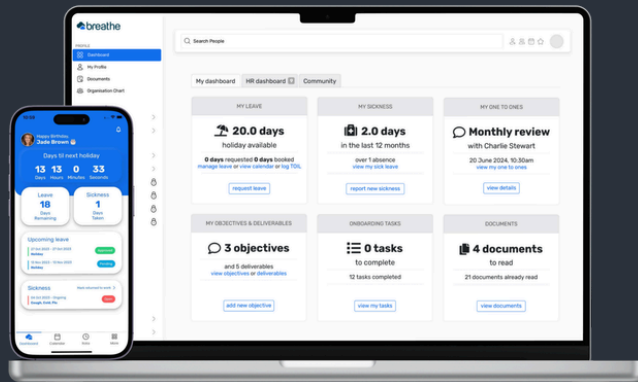 breathe
PROFILE
Dashboard
My Profile
Documents
Organisation Chart
Search People
My dashboard
HR dashboard
Community
MY LEAVE
20.0 days
holiday available
0 days requested 0 days booked
manage leave or view calendar or log TOIL
request leave
MY SICKNESS
2.0 days
in the last 12 months
over 1 absence
view my sick leave
report new sickness
MY ONE TO ONES
Monthly review
with Charlie Stewart
20 June 2024, 10.30am
view my one to ones
view details
MY OBJECTIVES & DELIVERABLES
3 objectives
and 5 deliverables
view objectives or deliverables
add new objective
ONBOARDING TASKS
0 tasks
to complete
12 tasks completed
view my tasks
DOCUMENTS
4 documents
to read
21 documents already read
view documents
Happy Birthday
Jade Brown
Days til next holiday
13 13 0 33
Days Hours Minutes Seconds
Leave
18
Days
Remaining
Sickness
1
Days
Taken
Upcoming leave
Holiday
Holiday
Sickness
Dashboard
Calendar
More